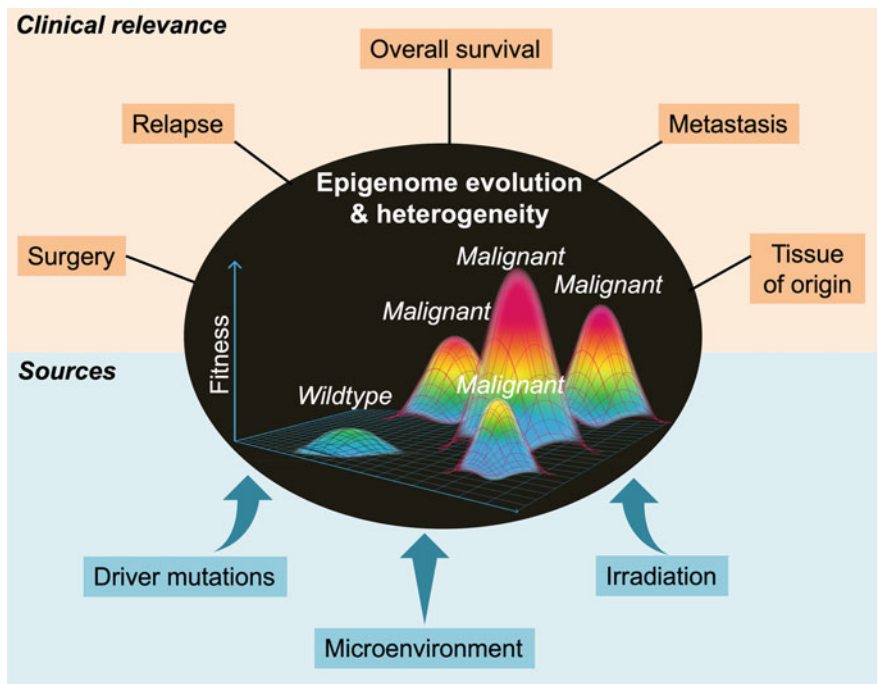 Clinical relevance
Overall survival
Relapse
Metastasis
Surgery
Tissue
of origin
Epigenome evolution
& heterogeneity
Malignant
Malignant
Malignant
Malignant
Wildtype
Fitness
Sources
Driver mutations
Irradiation
Microenvironment